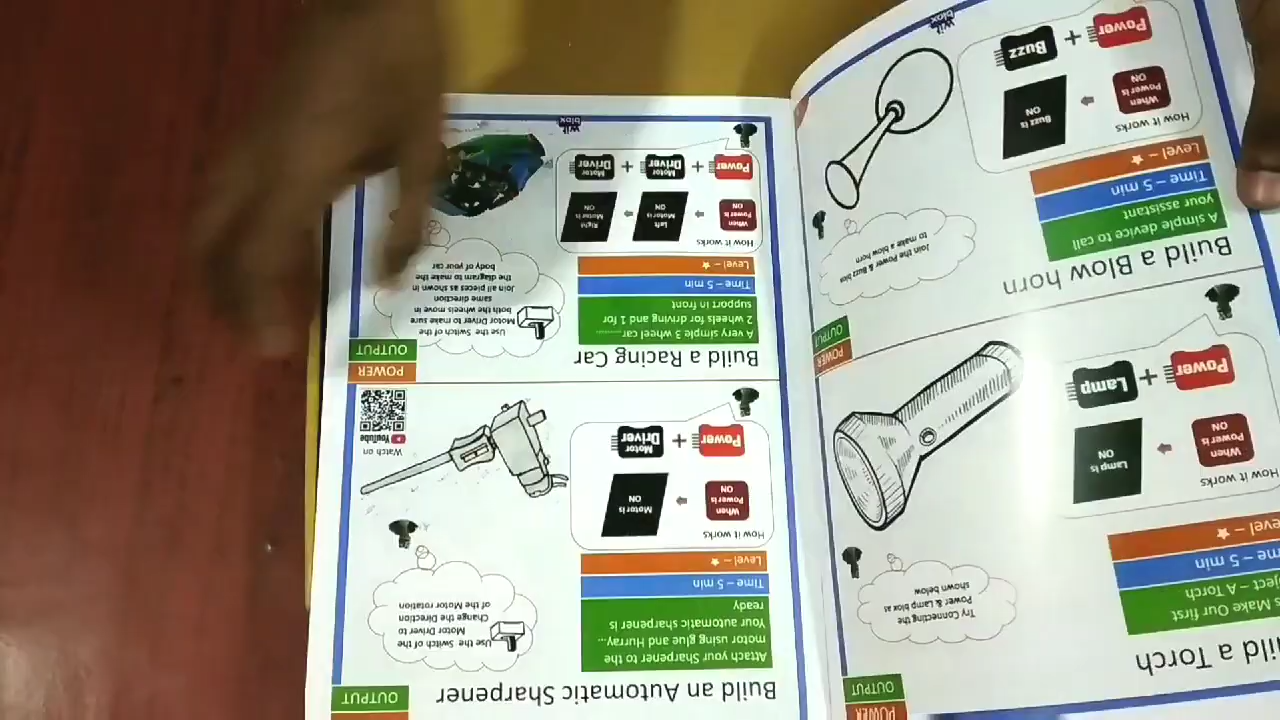 POWER
OUTPUT
ild a Torch
s Make Our first
ject – A Torch
e – 5 min
evel – ★
Try Connecting the
Power & Lamp blox as
shown below
How it works
When
Power is
ON
Lamp is
ON
Power + Lamp
POWER
OUTPUT
Build a Blow horn
A simple device to call
your assistant
Time – 5 min
Level – ★
Join the Power & Buzz blox
to make a blow horn
How it works
When
Power is
ON
Buzz is
ON
Power + Buzz
wit
blox
OUTPUT
Build an Automatic Sharpener
Attach your Sharpener to the
motor using glue and Hurray...
Your automatic sharpener is
ready
Time – 5 min
Level – ★
Use the Switch of the
Motor Driver to
Change the Direction
of the Motor rotation
How it works
When
Power is
ON
Motor is
ON
Power + Motor Driver
Watch on
YouTube
POWER
OUTPUT
Build a Racing Car
A very simple 3 wheel car......
2 wheels for driving and 1 for
support in front
Time – 5 min
Level – ★
Use the Switch of the
Motor Driver to make sure
both the wheels move in
same direction
Join all pieces as shown in
the diagram to make the
body of your car
How it works
When
Power is
ON
Left
Motor is
ON
Right
Motor is
ON
Power + Motor Driver + Motor Driver
wit
blox